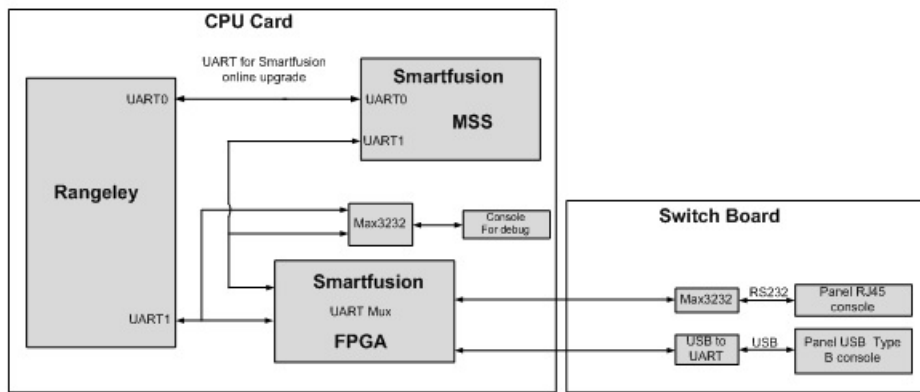 CPU Card
UART for Smartfusion
online upgrade
Smartfusion
UART0
UART0
MSS
UART1
Rangeley
Max3232
Console
For debug
Switch Board
Smartfusion
UART Mux
FPGA
UART1
Max3232
RS232
Panel RJ45
console
USB to
UART
USB
Panel USB Type
B console